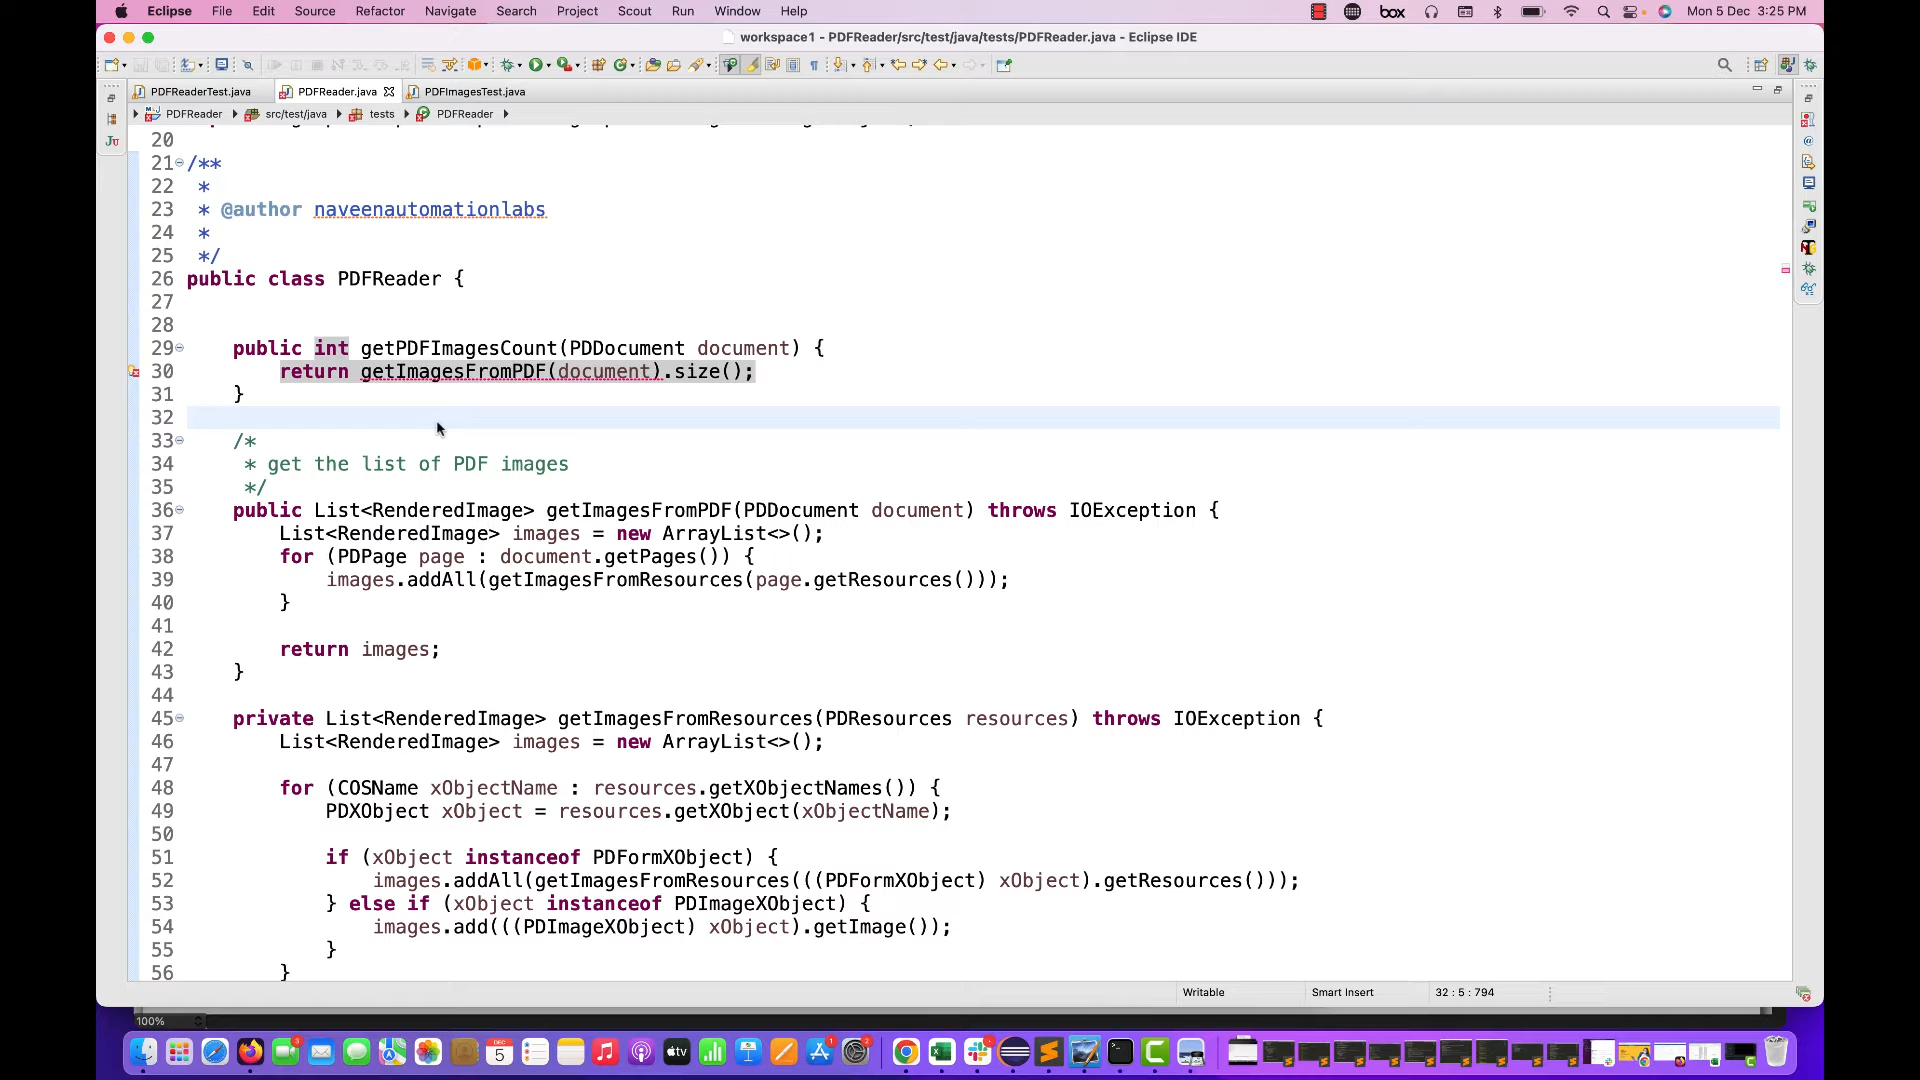 Eclipse File Edit Source Refactor Navigate Search Project Scout Run Window Help box Mon 5 Dec 3:25 PM
workspace1 - PDFReader/src/test/java/tests/PDFReader.java - Eclipse IDE
PDFReaderTest.java PDFReader.java PDFImagesTest.java
PDFReader src/test/java tests PDFReader
20
21 /**
22 *
23 * @author naveenautomationlabs
24 *
25 */
26 public class PDFReader {
27
28
29 public int getPDFImagesCount(PDDocument document) {
30 return getImagesFromPDF(document).size();
31 }
32
33 /*
34 * get the list of PDF images
35 */
36 public List<RenderedImage> getImagesFromPDF(PDDocument document) throws IOException {
37 List<RenderedImage> images = new ArrayList<>();
38 for (PDPage page : document.getPages()) {
39 images.addAll(getImagesFromResources(page.getResources()));
40 }
41
42 return images;
43 }
44
45 private List<RenderedImage> getImagesFromResources(PDResources resources) throws IOException {
46 List<RenderedImage> images = new ArrayList<>();
47
48 for (COSName xObjectName : resources.getXObjectNames()) {
49 PDXObject xObject = resources.getXObject(xObjectName);
50
51 if (xObject instanceof PDFormXObject) {
52 images.addAll(getImagesFromResources(((PDFormXObject) xObject).getResources()));
53 } else if (xObject instanceof PDImageXObject) {
54 images.add(((PDImageXObject) xObject).getImage());
55 }
56 }
Writable Smart Insert 32 : 5 : 794
100%
DEC
5
tv